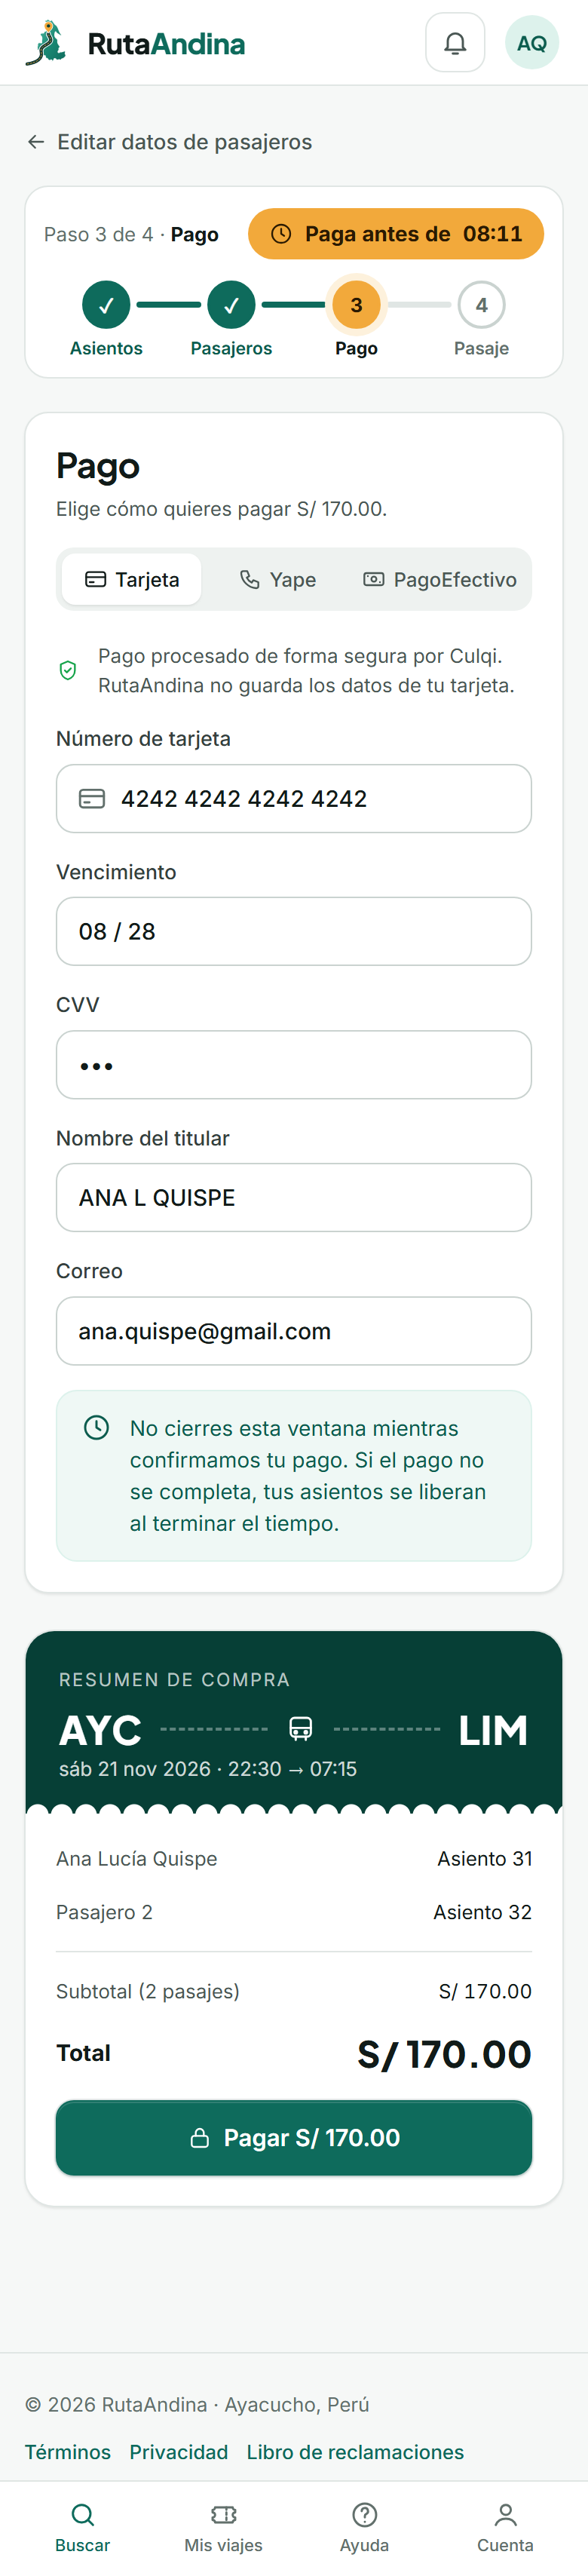 RutaAndina
AQ
← Editar datos de pasajeros
Paso 3 de 4 · Pago
Paga antes de 08:11
✓ ✓ 3 4
Asientos Pasajeros Pago Pasaje
Pago
Elige cómo quieres pagar S/ 170.00.
Tarjeta Yape PagoEfectivo
Pago procesado de forma segura por Culqi.
RutaAndina no guarda los datos de tu tarjeta.
Número de tarjeta
4242 4242 4242 4242
Vencimiento
08 / 28
CVV
•••
Nombre del titular
ANA L QUISPE
Correo
ana.quispe@gmail.com
No cierres esta ventana mientras
confirmamos tu pago. Si el pago no
se completa, tus asientos se liberan
al terminar el tiempo.
RESUMEN DE COMPRA
AYC LIM
sáb 21 nov 2026 · 22:30 → 07:15
Ana Lucía Quispe Asiento 31
Pasajero 2 Asiento 32
Subtotal (2 pasajes) S/ 170.00
Total S/ 170.00
Pagar S/ 170.00
© 2026 RutaAndina · Ayacucho, Perú
Términos Privacidad Libro de reclamaciones
Buscar Mis viajes Ayuda Cuenta